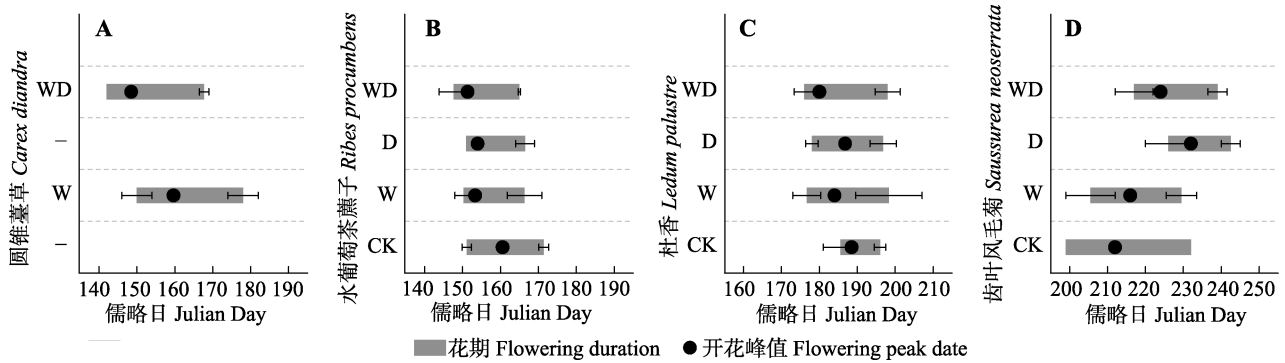 A
圆锥薹草 Carex diandra
WD
–
W
–
140 150 160 170 180 190
儒略日 Julian Day
B
水葡萄茶藨子 Ribes procumbens
WD
D
W
CK
140 150 160 170 180 190
儒略日 Julian Day
C
杜香 Ledum palustre
WD
D
W
CK
160 170 180 190 200 210
儒略日 Julian Day
D
齿叶风毛菊 Saussurea neoserrata
WD
D
W
CK
200 210 220 230 240 250
儒略日 Julian Day
花期 Flowering duration
开花峰值 Flowering peak date